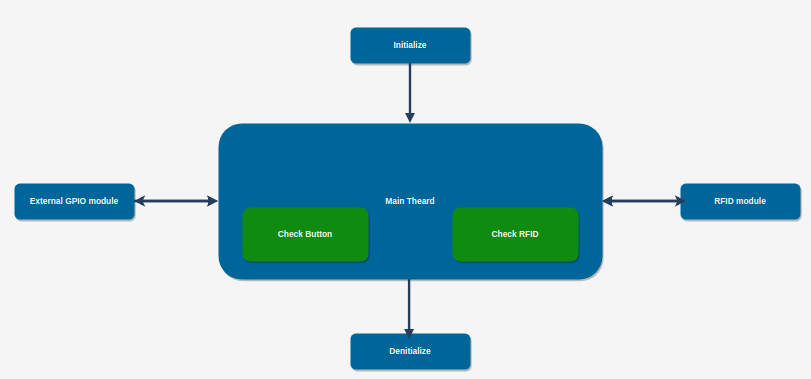 Initialize
Main Theard
External GPIO module
RFID module
Check Button
Check RFID
Denitialize